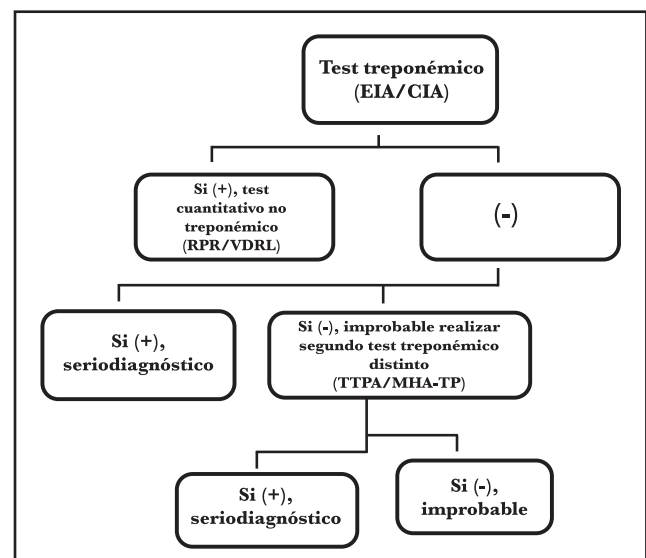 Test treponémico
(EIA/CIA)
Si (+), test
cuantitativo no
treponémico
(RPR/VDRL)
(-)
Si (+),
seriodiagnóstico
Si (-), improbable realizar
segundo test treponémico
distinto
(TTPA/MHA-TP)
Si (+),
seriodiagnóstico
Si (-),
improbable